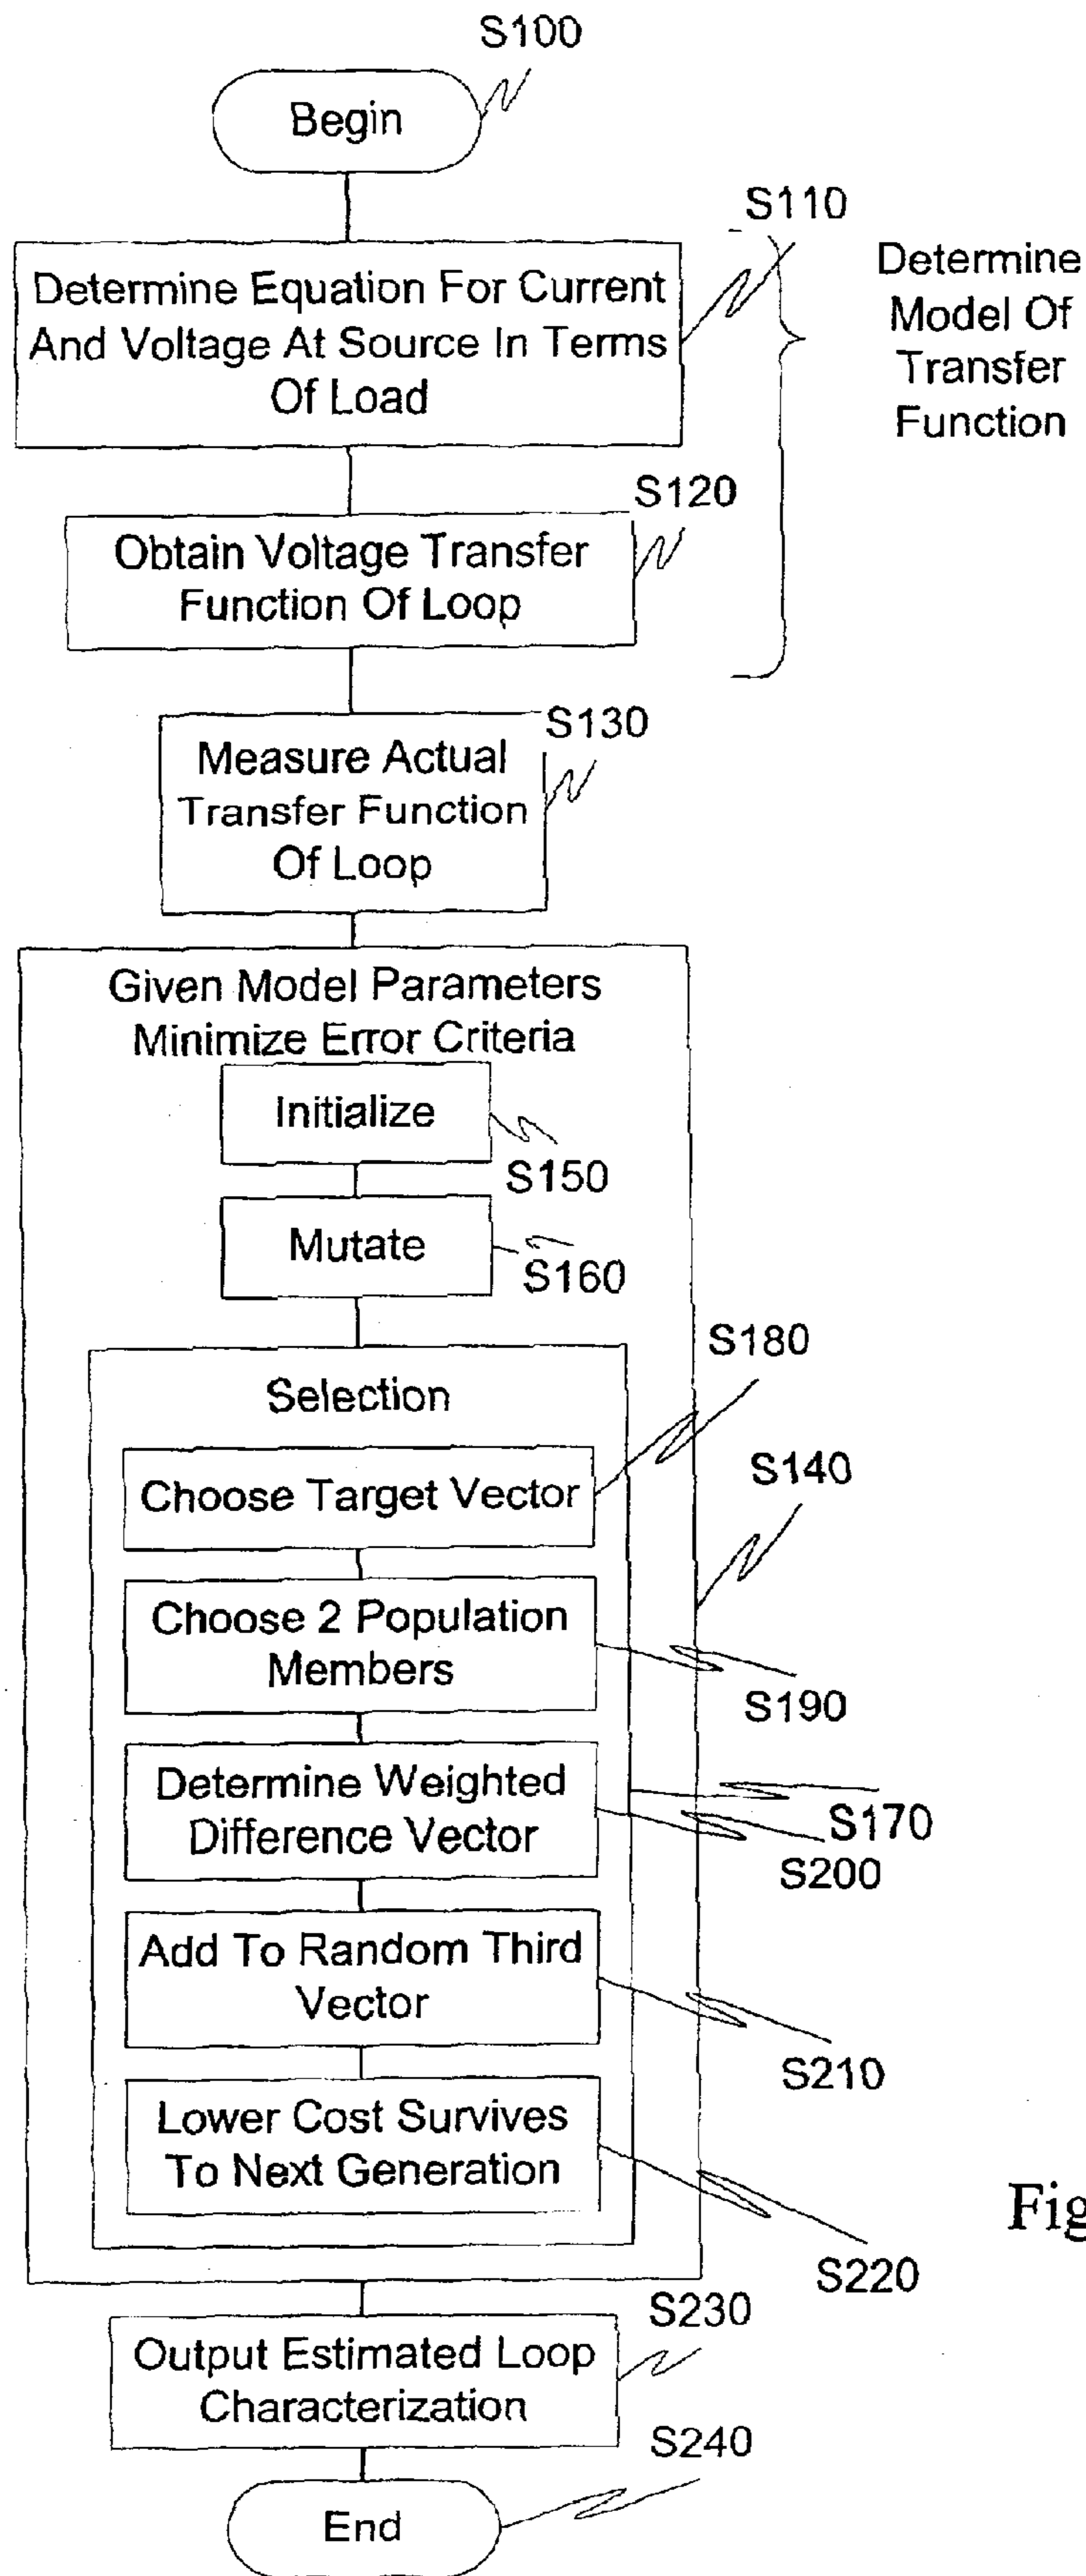 S100
Begin
S110
Determine Equation For Current
And Voltage At Source In Terms
Of Load
Determine
Model Of
Transfer
Function
S120
Obtain Voltage Transfer
Function Of Loop
S130
Measure Actual
Transfer Function
Of Loop
Given Model Parameters
Minimize Error Criteria
Initialize
S150
Mutate
S160
S180
Selection
Choose Target Vector
S140
Choose 2 Population
Members
S190
Determine Weighted
Difference Vector
S170
S200
Add To Random Third
Vector
S210
Lower Cost Survives
To Next Generation
Fig
S220
S230
Output Estimated Loop
Characterization
S240
End